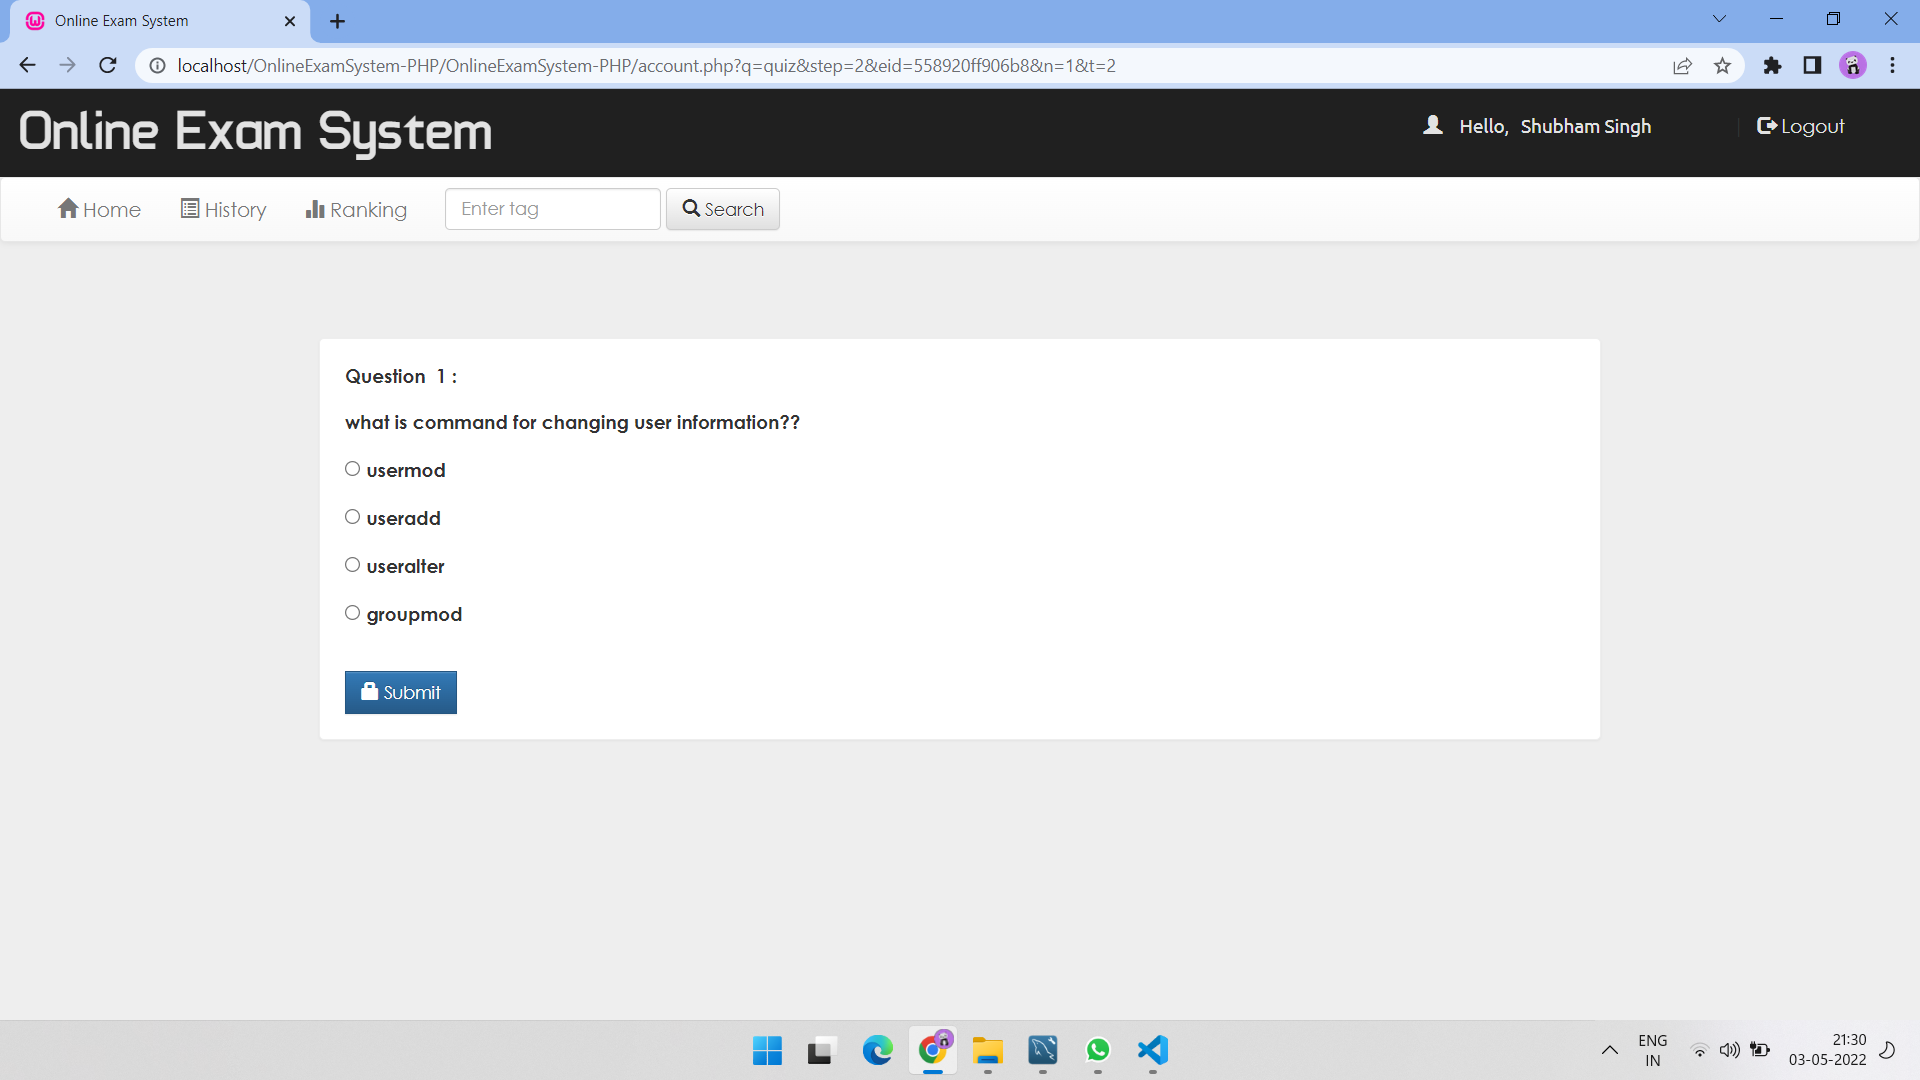 Online Exam System
localhost/OnlineExamSystem-PHP/OnlineExamSystem-PHP/account.php?q=quiz&step=2&eid=558920ff906b8&n=1&t=2
Online Exam System
Hello, Shubham Singh
Logout
Home
History
Ranking
Enter tag
Search
Question 1 :
what is command for changing user information??
usermod
useradd
useralter
groupmod
Submit
ENG
IN
21:30
03-05-2022